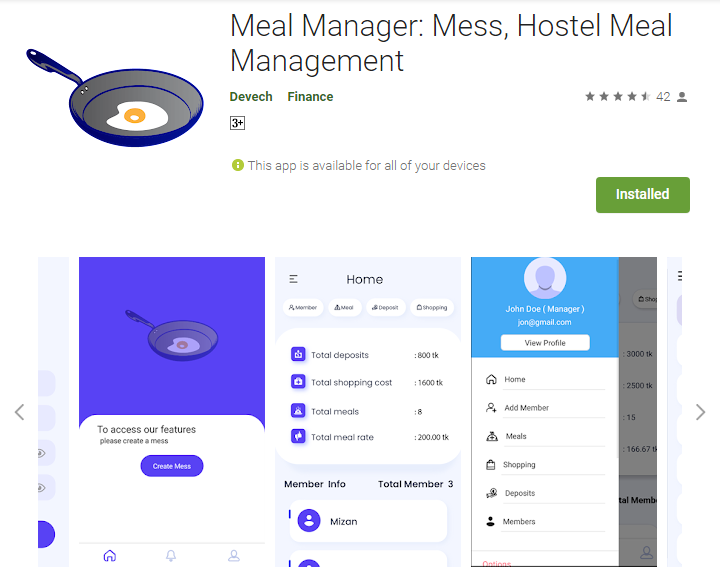 Meal Manager: Mess, Hostel Meal
Management
Devech Finance
42
3+
This app is available for all of your devices
Installed
To access our features
please create a mess
Create Mess
Home
Member Meal Deposit Shopping
Total deposits : 800 tk
Total shopping cost : 1600 tk
Total meals : 8
Total meal rate : 200.00 tk
Member Info Total Member 3
Mizan
John Doe ( Manager )
jon@gmail.com
View Profile
Home
Add Member
Meals
Shopping
Deposits
Members
Options
: 3000 tk
: 2500 tk
: 15
: 166.67 tk